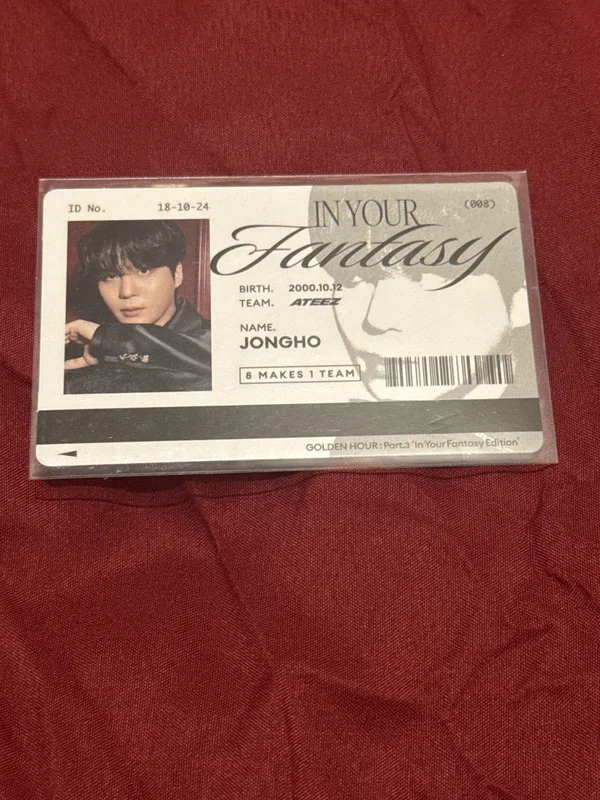 ID No. 18-10-24
IN YOUR (008)
Fantasy
BIRTH. 2000.10.12
TEAM. ATEEZ
NAME.
JONGHO
8 MAKES 1 TEAM
GOLDEN HOUR : Part.3 'In Your Fantasy Edition'